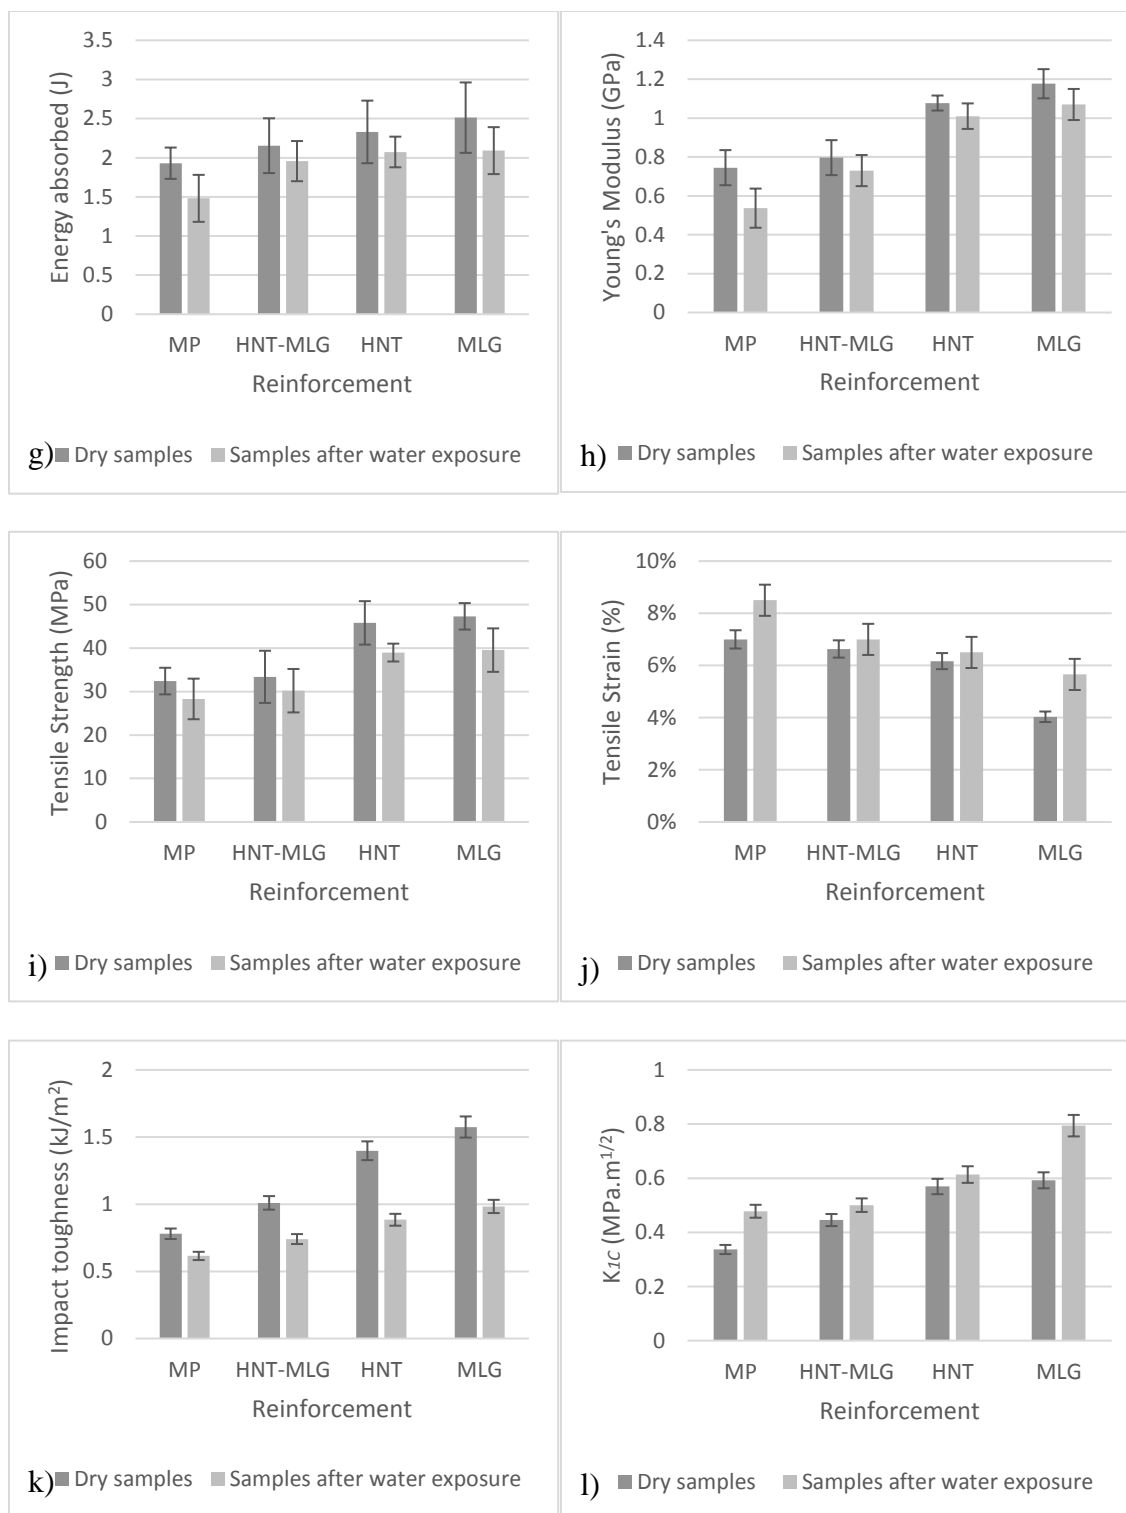 Energy absorbed (J)
3.5
3
2.5
2
1.5
1
0.5
0
MP HNT-MLG HNT MLG
Reinforcement
g) Dry samples Samples after water exposure
Young's Modulus (GPa)
1.4
1.2
1
0.8
0.6
0.4
0.2
0
MP HNT-MLG HNT MLG
Reinforcement
h) Dry samples Samples after water exposure
Tensile Strength (MPa)
60
50
40
30
20
10
0
MP HNT-MLG HNT MLG
Reinforcement
i) Dry samples Samples after water exposure
Tensile Strain (%)
10%
8%
6%
4%
2%
0%
MP HNT-MLG HNT MLG
Reinforcement
j) Dry samples Samples after water exposure
Impact toughness (kJ/m²)
2
1.5
1
0.5
0
MP HNT-MLG HNT MLG
Reinforcement
k) Dry samples Samples after water exposure
K1C (MPa.m1/2)
1
0.8
0.6
0.4
0.2
0
MP HNT-MLG HNT MLG
Reinforcement
l) Dry samples Samples after water exposure